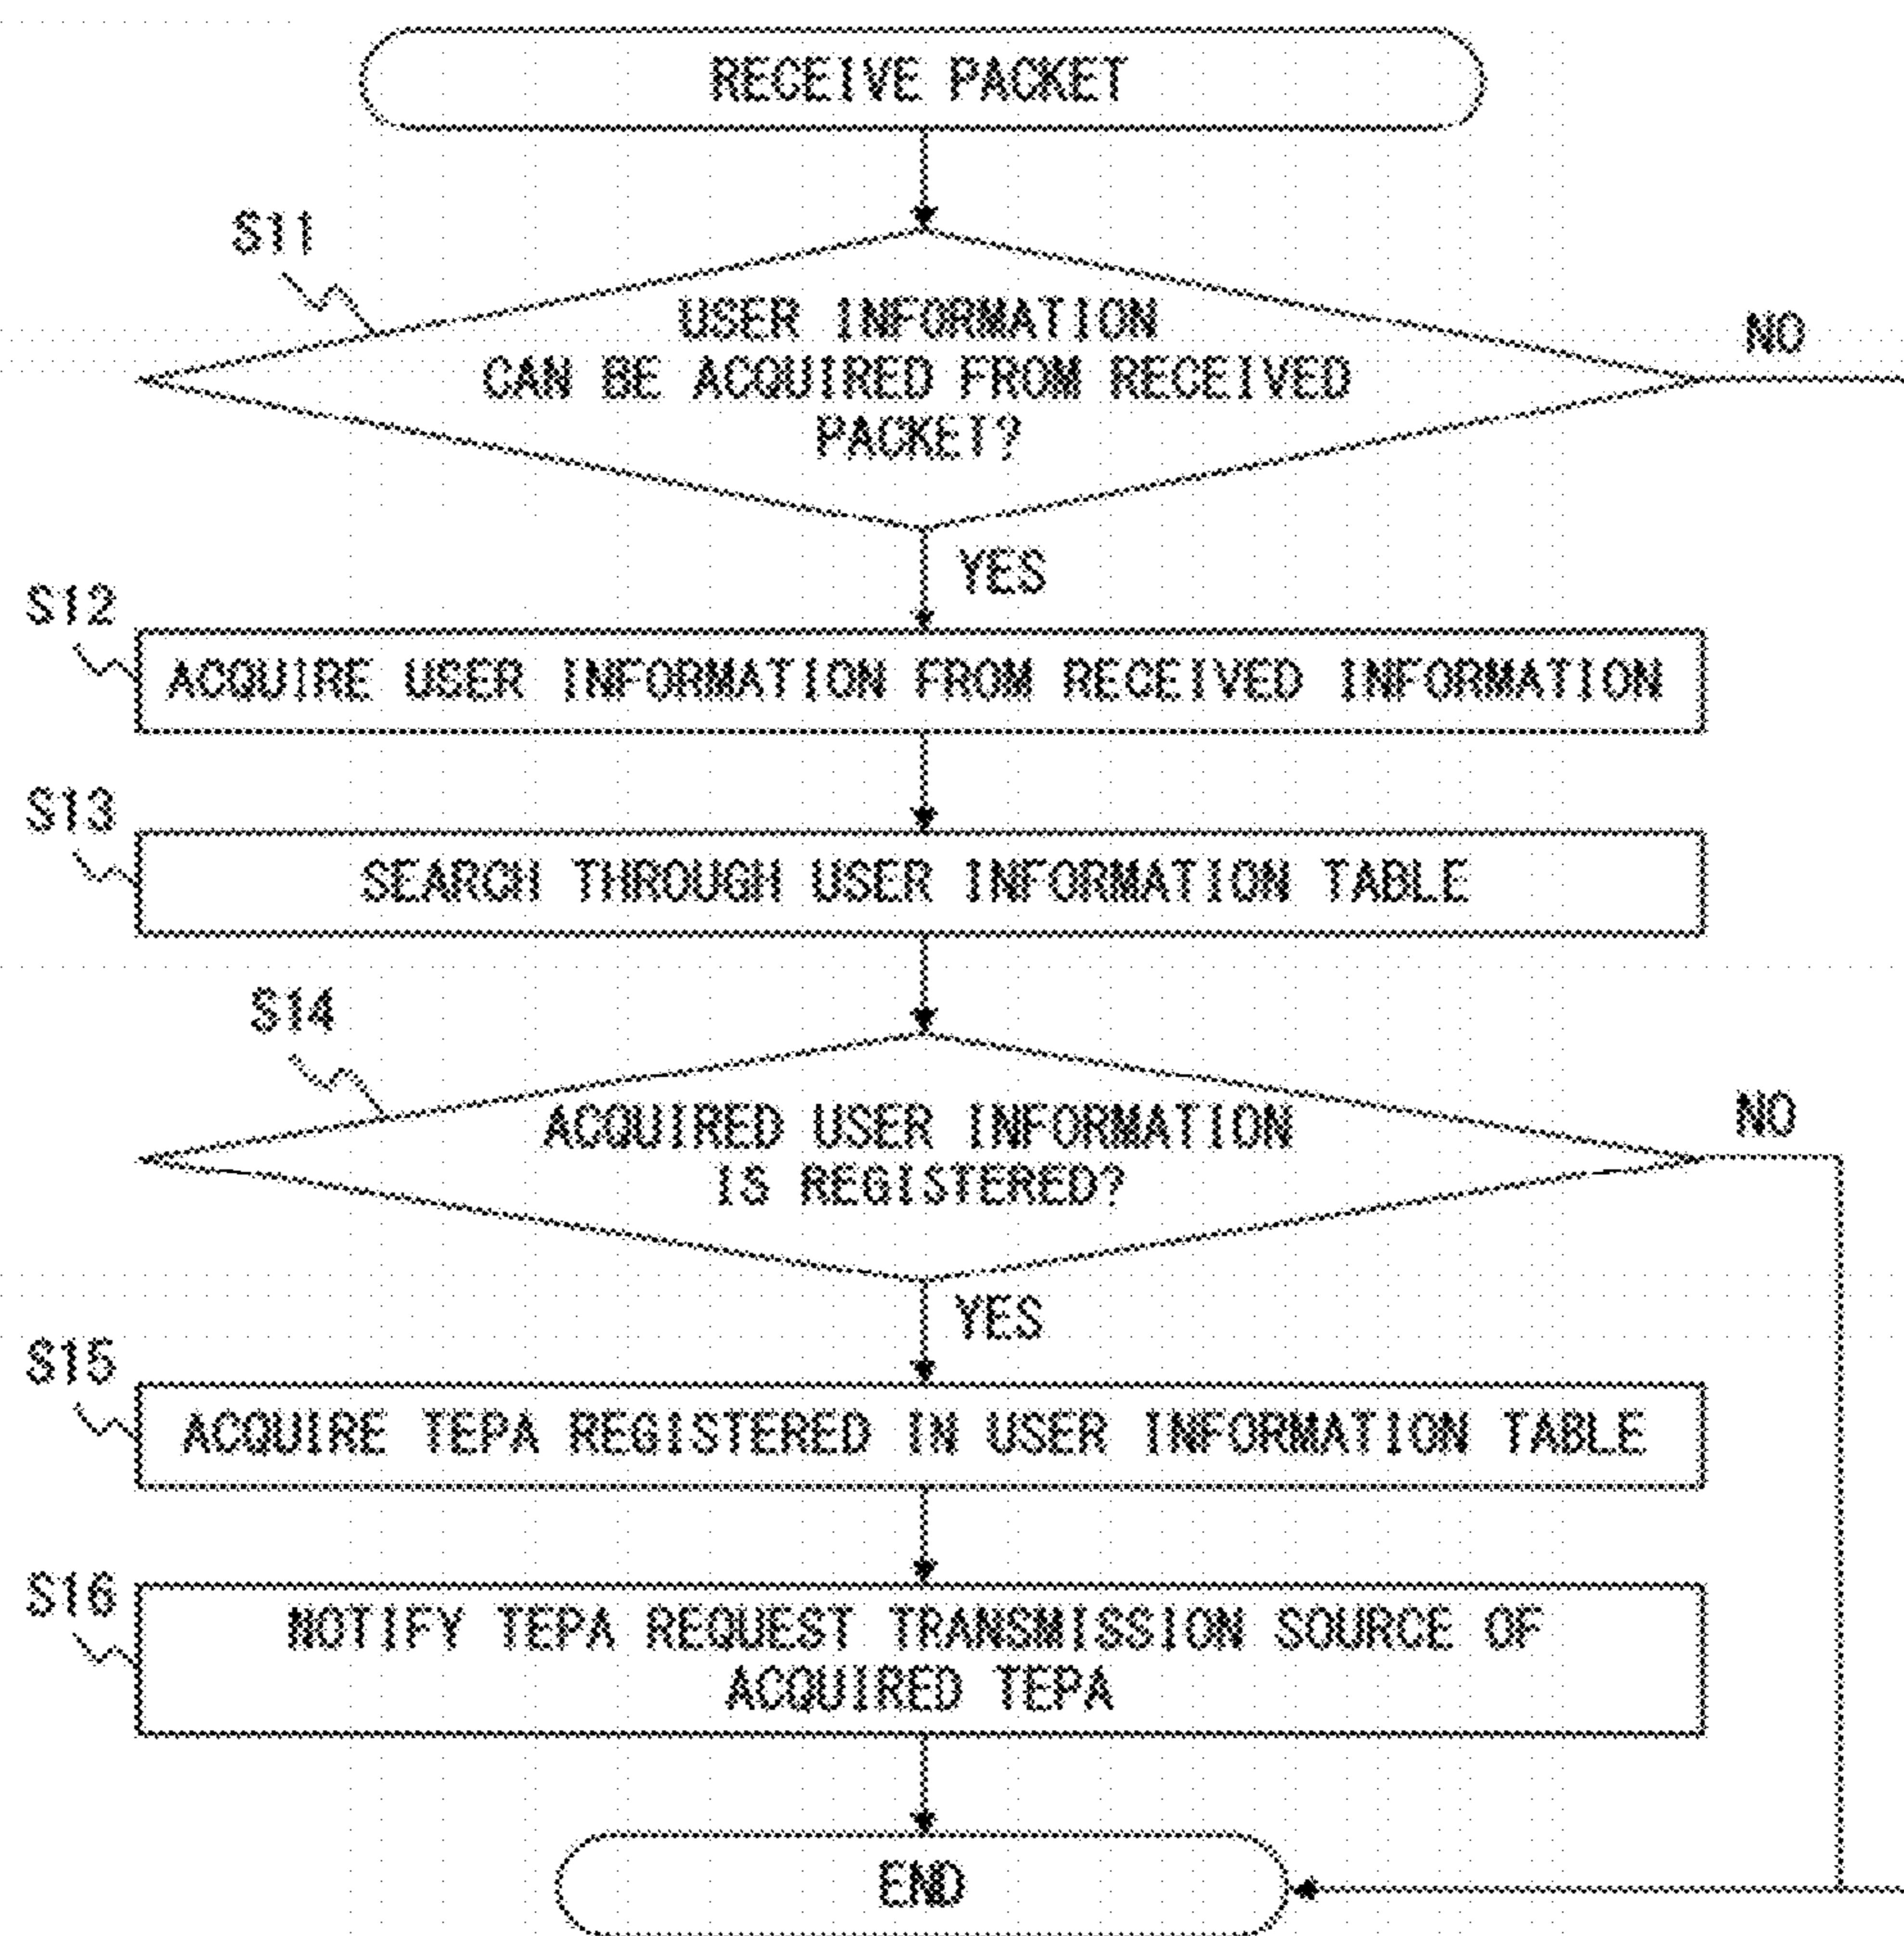 RECEIVE PACKET
S11
USER INFORMATION
CAN BE ACQUIRED FROM RECEIVED
PACKET?
NO
YES
S12
ACQUIRE USER INFORMATION FROM RECEIVED INFORMATION
S13
SEARCH THROUGH USER INFORMATION TABLE
S14
ACQUIRED USER INFORMATION
IS REGISTERED?
NO
YES
S15
ACQUIRE TEPA REGISTERED IN USER INFORMATION TABLE
S16
NOTIFY TEPA REQUEST TRANSMISSION SOURCE OF
ACQUIRED TEPA
END